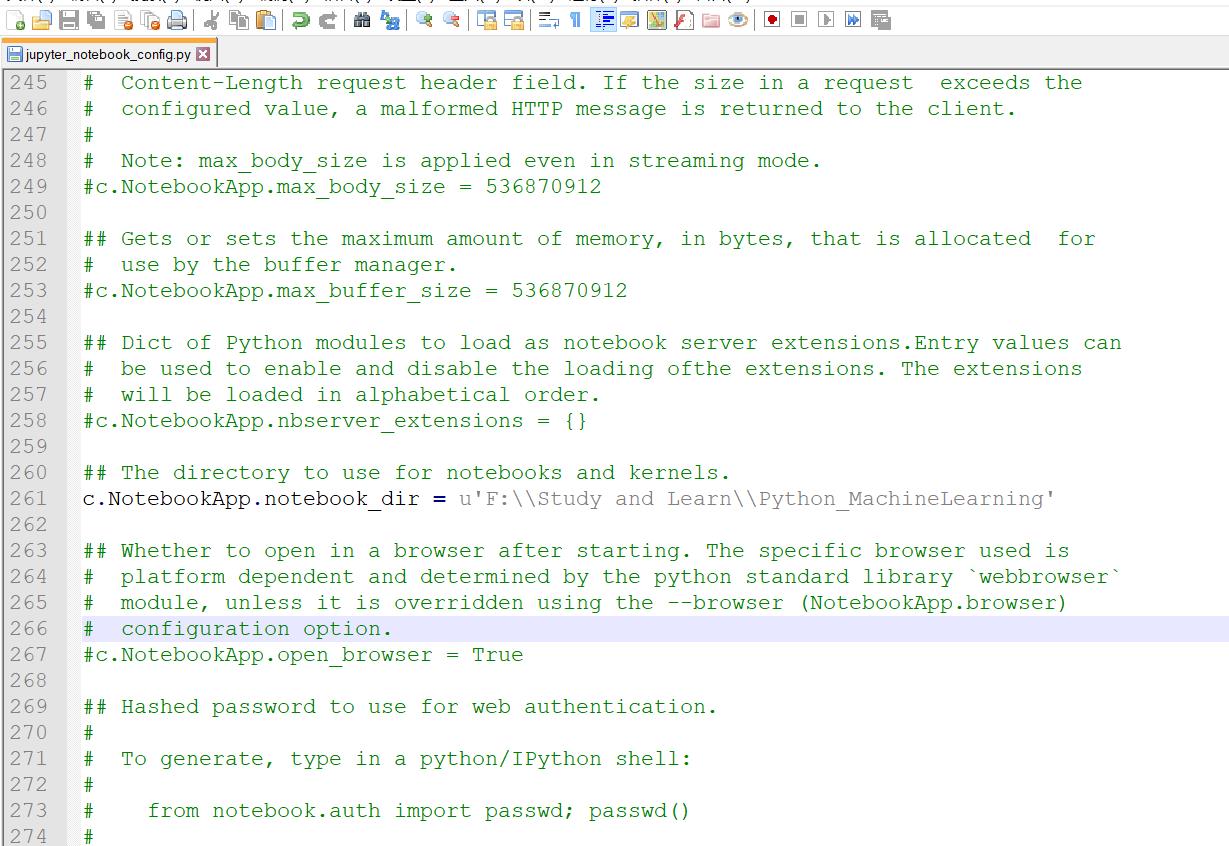 jupyter_notebook_config.py
245 #  Content-Length request header field. If the size in a request  exceeds the
246 #  configured value, a malformed HTTP message is returned to the client.
247 #
248 #  Note: max_body_size is applied even in streaming mode.
249 #c.NotebookApp.max_body_size = 536870912
250
251 ## Gets or sets the maximum amount of memory, in bytes, that is allocated  for
252 #  use by the buffer manager.
253 #c.NotebookApp.max_buffer_size = 536870912
254
255 ## Dict of Python modules to load as notebook server extensions.Entry values can
256 #  be used to enable and disable the loading ofthe extensions. The extensions
257 #  will be loaded in alphabetical order.
258 #c.NotebookApp.nbserver_extensions = {}
259
260 ## The directory to use for notebooks and kernels.
261 c.NotebookApp.notebook_dir = u'F:\\Study and Learn\\Python_MachineLearning'
262
263 ## Whether to open in a browser after starting. The specific browser used is
264 #  platform dependent and determined by the python standard library `webbrowser`
265 #  module, unless it is overridden using the --browser (NotebookApp.browser)
266 #  configuration option.
267 #c.NotebookApp.open_browser = True
268
269 ## Hashed password to use for web authentication.
270 #
271 #  To generate, type in a python/IPython shell:
272 #
273 #    from notebook.auth import passwd; passwd()
274 #